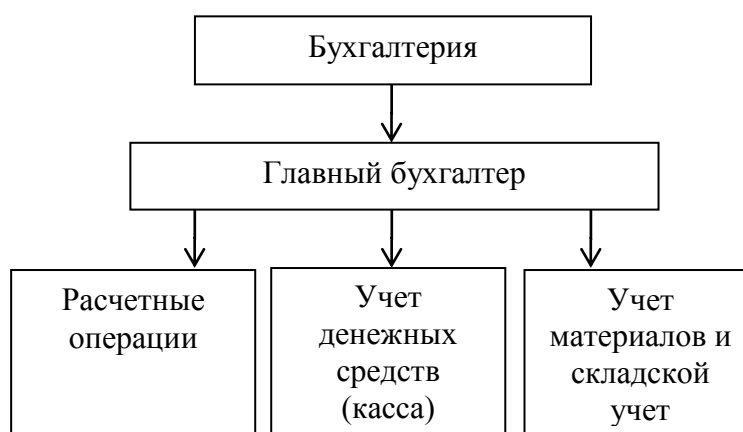 Бухгалтерия
Главный бухгалтер
Расчетные
операции
Учет
денежных
средств
(касса)
Учет
материалов и
складской
учет